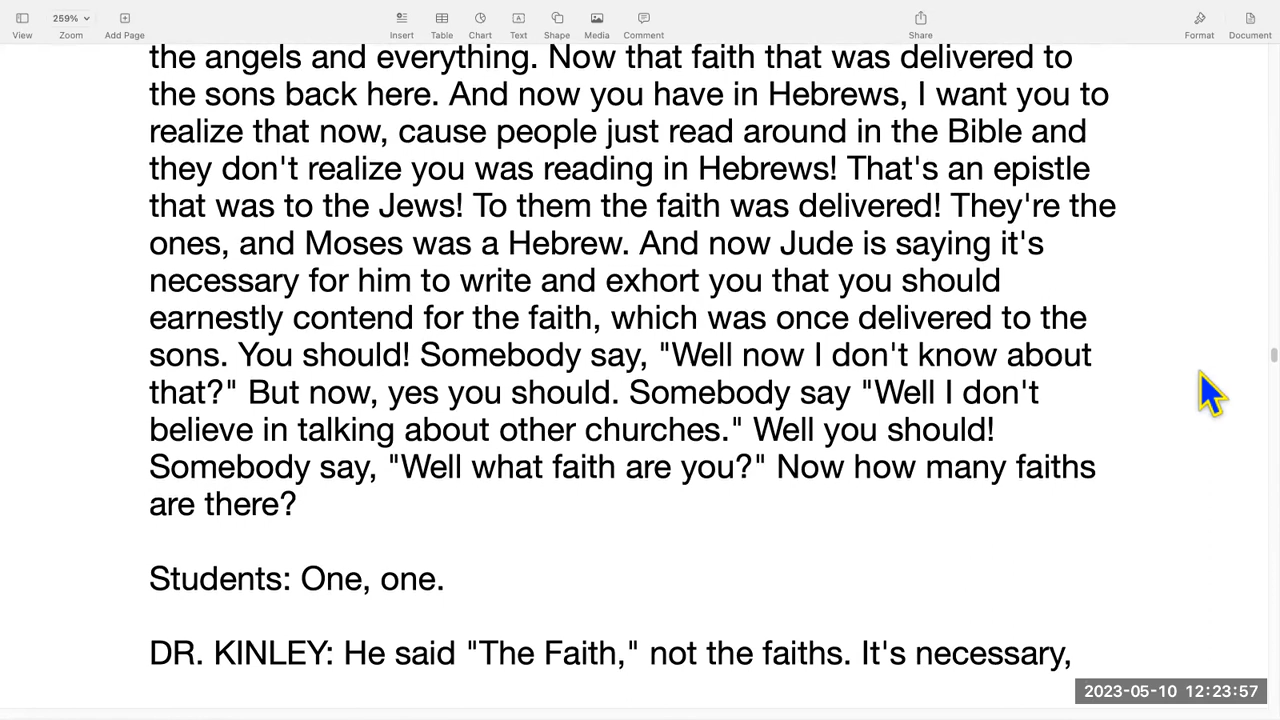 259%
View
Zoom
Add Page
Insert
Table
Chart
Text
Shape
Media
Comment
Share
Format
Document
the angels and everything. Now that faith that was delivered to
the sons back here. And now you have in Hebrews, I want you to
realize that now, cause people just read around in the Bible and
they don't realize you was reading in Hebrews! That's an epistle
that was to the Jews! To them the faith was delivered! They're the
ones, and Moses was a Hebrew. And now Jude is saying it's
necessary for him to write and exhort you that you should
earnestly contend for the faith, which was once delivered to the
sons. You should! Somebody say, "Well now I don't know about
that?" But now, yes you should. Somebody say "Well I don't
believe in talking about other churches." Well you should!
Somebody say, "Well what faith are you?" Now how many faiths
are there?
Students: One, one.
DR. KINLEY: He said "The Faith," not the faiths. It's necessary,
2023-05-10 12:23:57